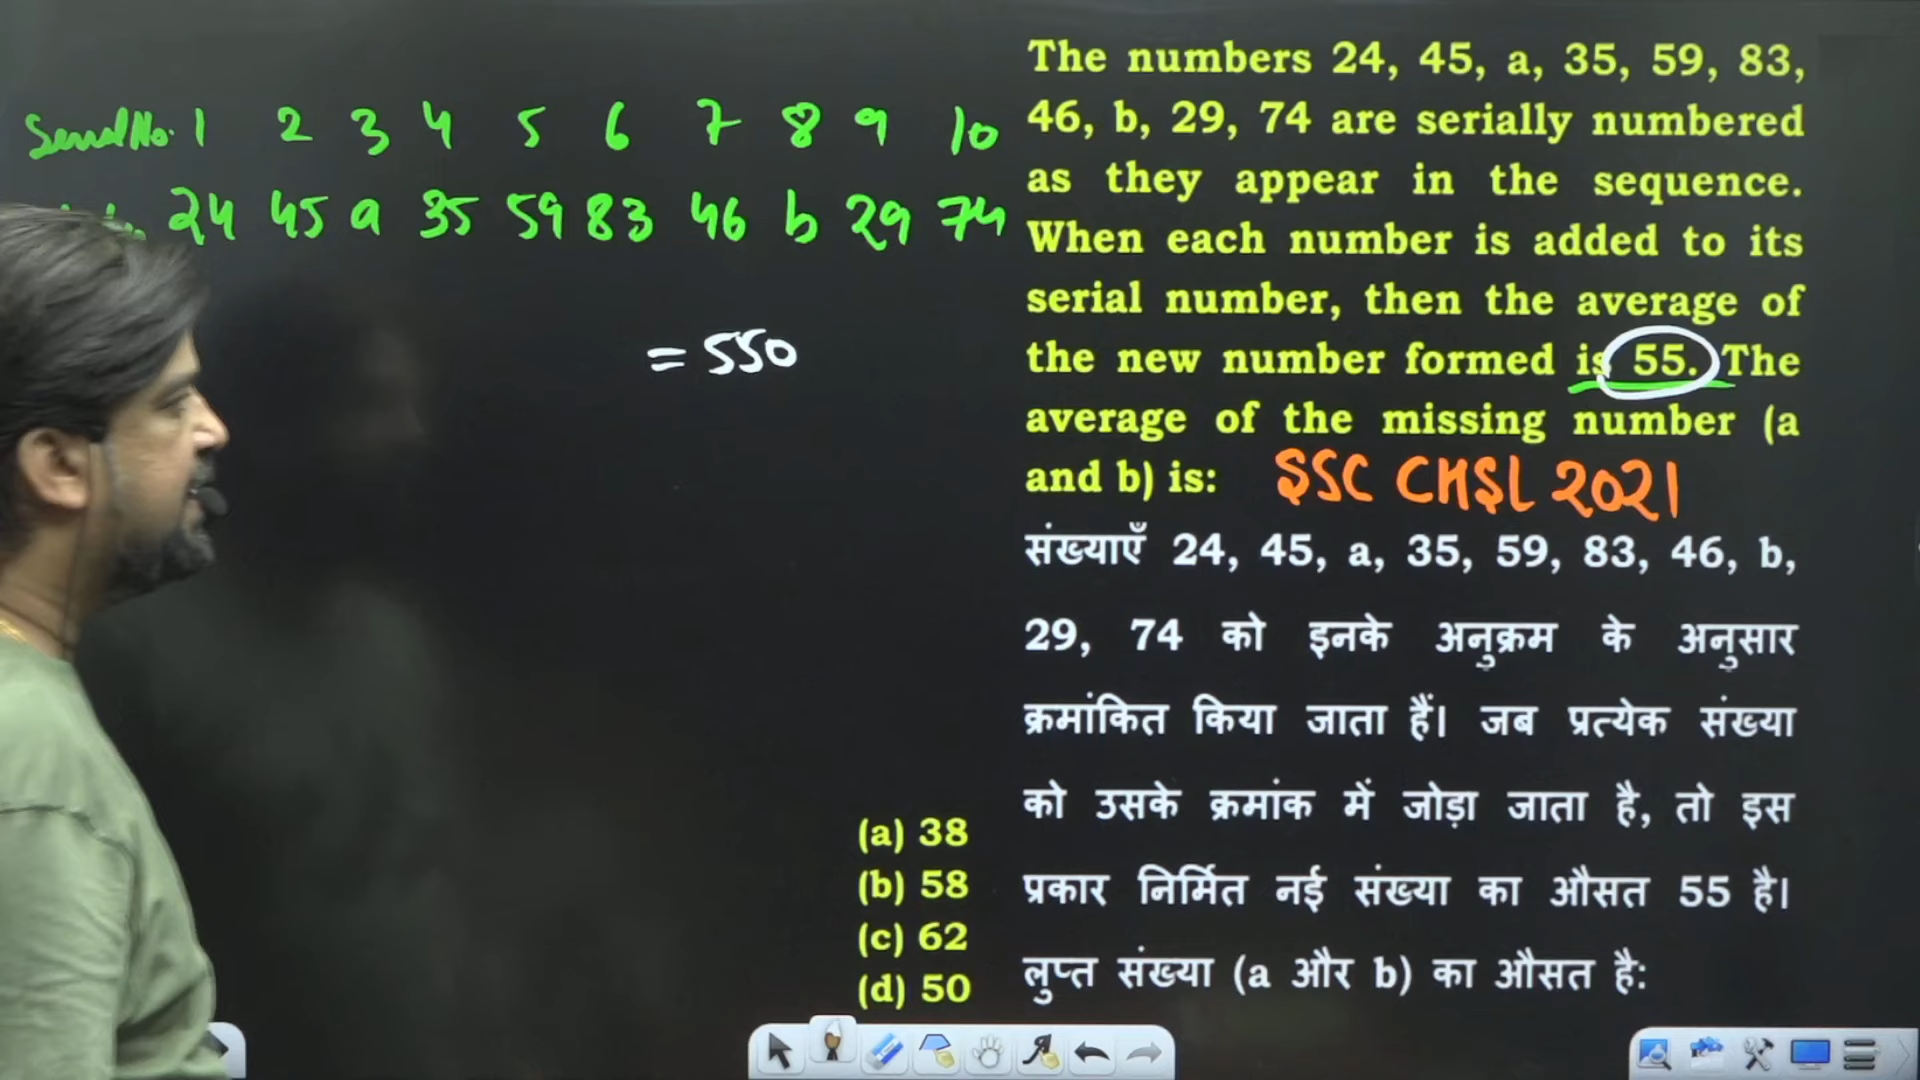 Serial No. 1 2 3 4 5 6 7 8 9 10
24 45 a 35 59 83 46 b 29 74
= 550
The numbers 24, 45, a, 35, 59, 83,
46, b, 29, 74 are serially numbered
as they appear in the sequence.
When each number is added to its
serial number, then the average of
the new number formed is 55. The
average of the missing number (a
and b) is: SSC CHSL 2021
संख्याएँ 24, 45, a, 35, 59, 83, 46, b,
29, 74 को इनके अनुक्रम के अनुसार
क्रमांकित किया जाता हैं। जब प्रत्येक संख्या
को उसके क्रमांक में जोड़ा जाता है, तो इस
प्रकार निर्मित नई संख्या का औसत 55 है।
लुप्त संख्या (a और b) का औसत है:
(a) 38
(b) 58
(c) 62
(d) 50